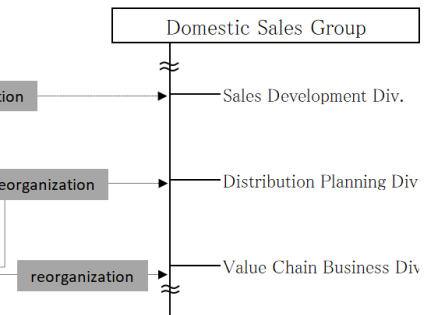 Domestic Sales Group
tion
Sales Development Div.
eorganization
Distribution Planning Div
Value Chain Business Div
reorganization